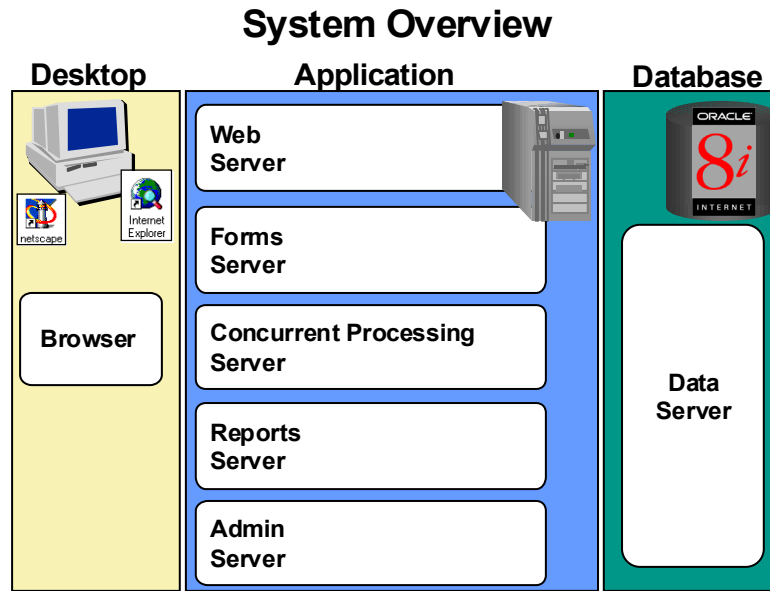 System Overview
Desktop
Application
Database
netscape
Internet
Explorer
Browser
Web
Server
Forms
Server
Concurrent Processing
Server
Reports
Server
Admin
Server
ORACLE
8i
INTERNET
Data
Server